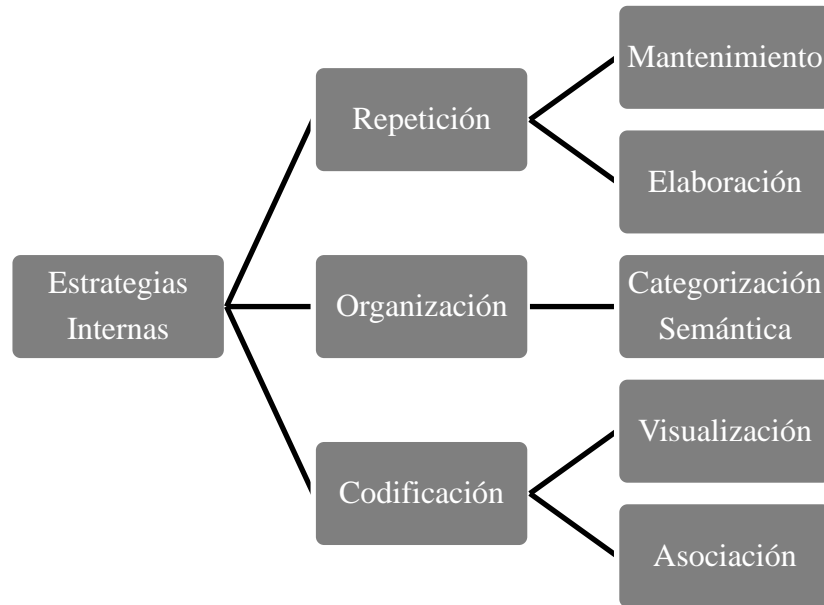 Mantenimiento
Repetición
Elaboración
Estrategias
Internas
Organización
Categorización
Semántica
Visualización
Codificación
Asociación